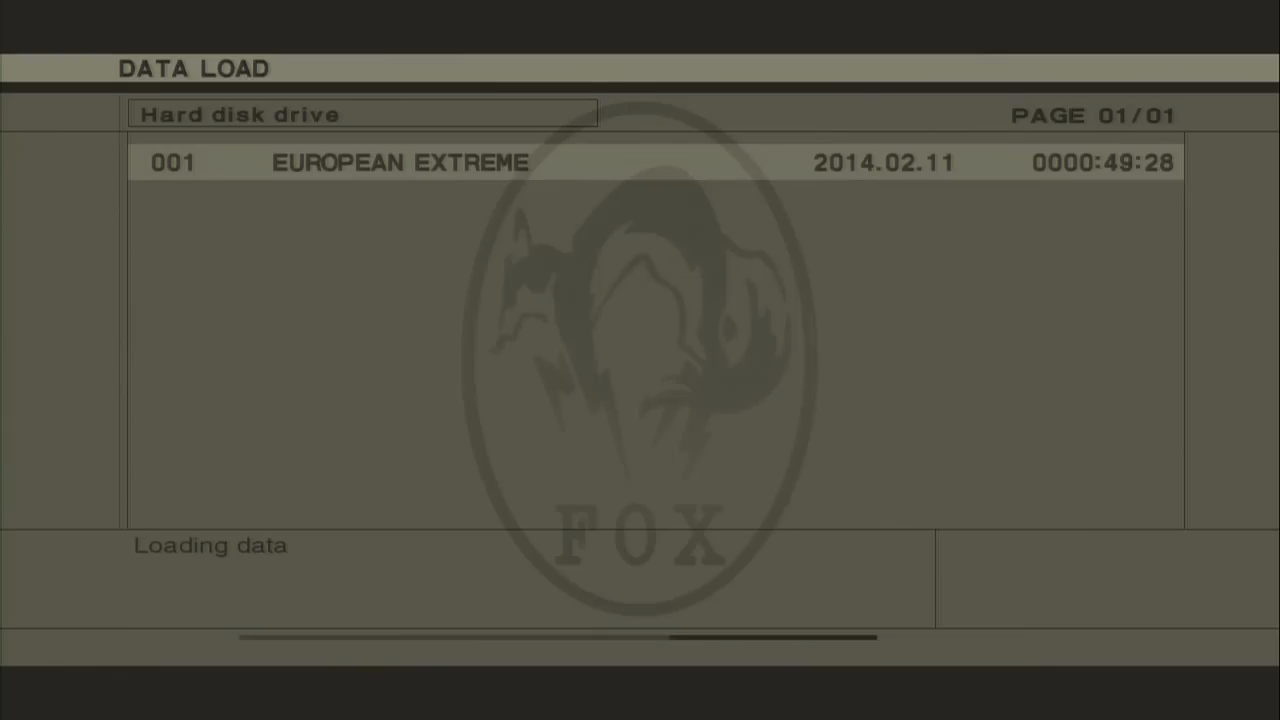 DATA LOAD
Hard disk drive PAGE 01/01
001 EUROPEAN EXTREME 2014.02.11 0000:49:28
FOX
Loading data